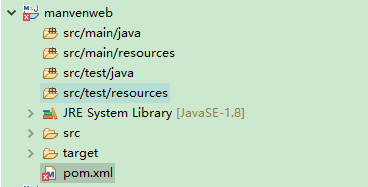 manvenweb
src/main/java
src/main/resources
src/test/java
src/test/resources
JRE System Library [JavaSE-1.8]
src
target
pom.xml